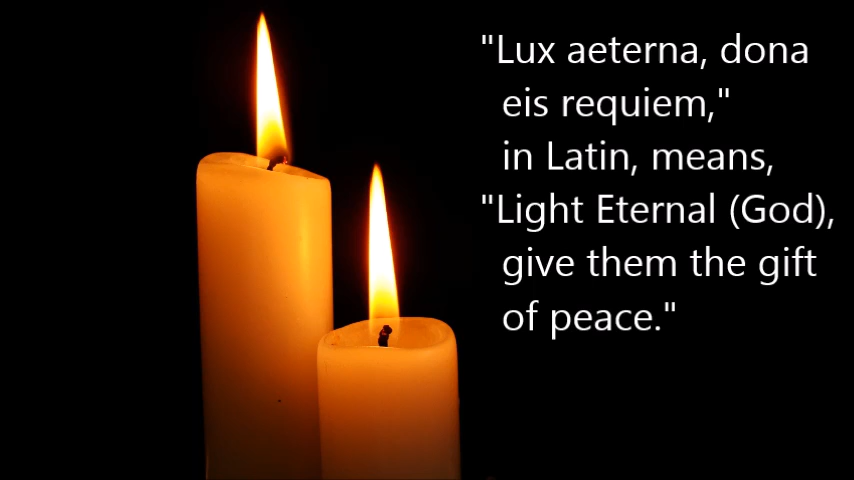 "Lux aeterna, dona
eis requiem,"
in Latin, means,
"Light Eternal (God),
give them the gift
of peace."